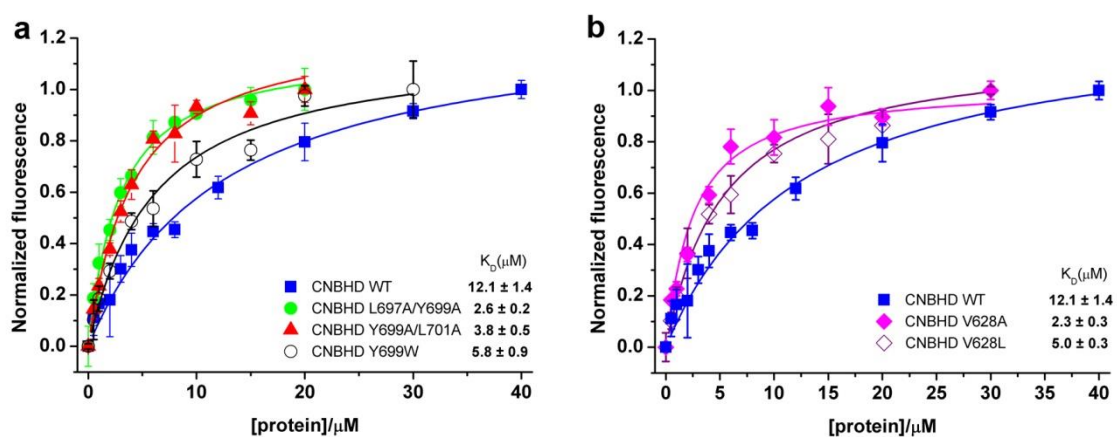 a
Normalized fluorescence
1.2
1.0
0.8
0.6
0.4
0.2
0.0
0 10 20 30 40
[protein]/µM
K_D(µM)
CNBHD WT 12.1 ± 1.4
CNBHD L697A/Y699A 2.6 ± 0.2
CNBHD Y699A/L701A 3.8 ± 0.5
CNBHD Y699W 5.8 ± 0.9
b
Normalized fluorescence
1.2
1.0
0.8
0.6
0.4
0.2
0.0
0 5 10 15 20 25 30 35 40
[protein]/µM
K_D(µM)
CNBHD WT 12.1 ± 1.4
CNBHD V628A 2.3 ± 0.3
CNBHD V628L 5.0 ± 0.3